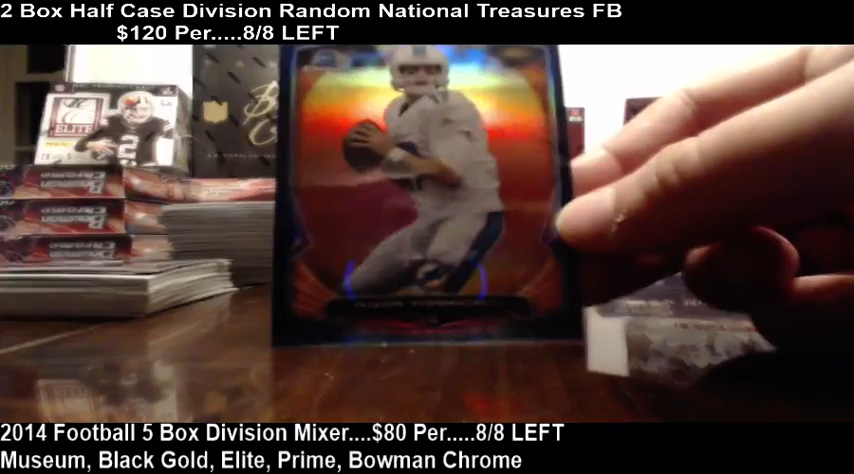 2 Box Half Case Division Random National Treasures FB
$120 Per.....8/8 LEFT
ELITE
2014 Football 5 Box Division Mixer....$80 Per.....8/8 LEFT
Museum, Black Gold, Elite, Prime, Bowman Chrome